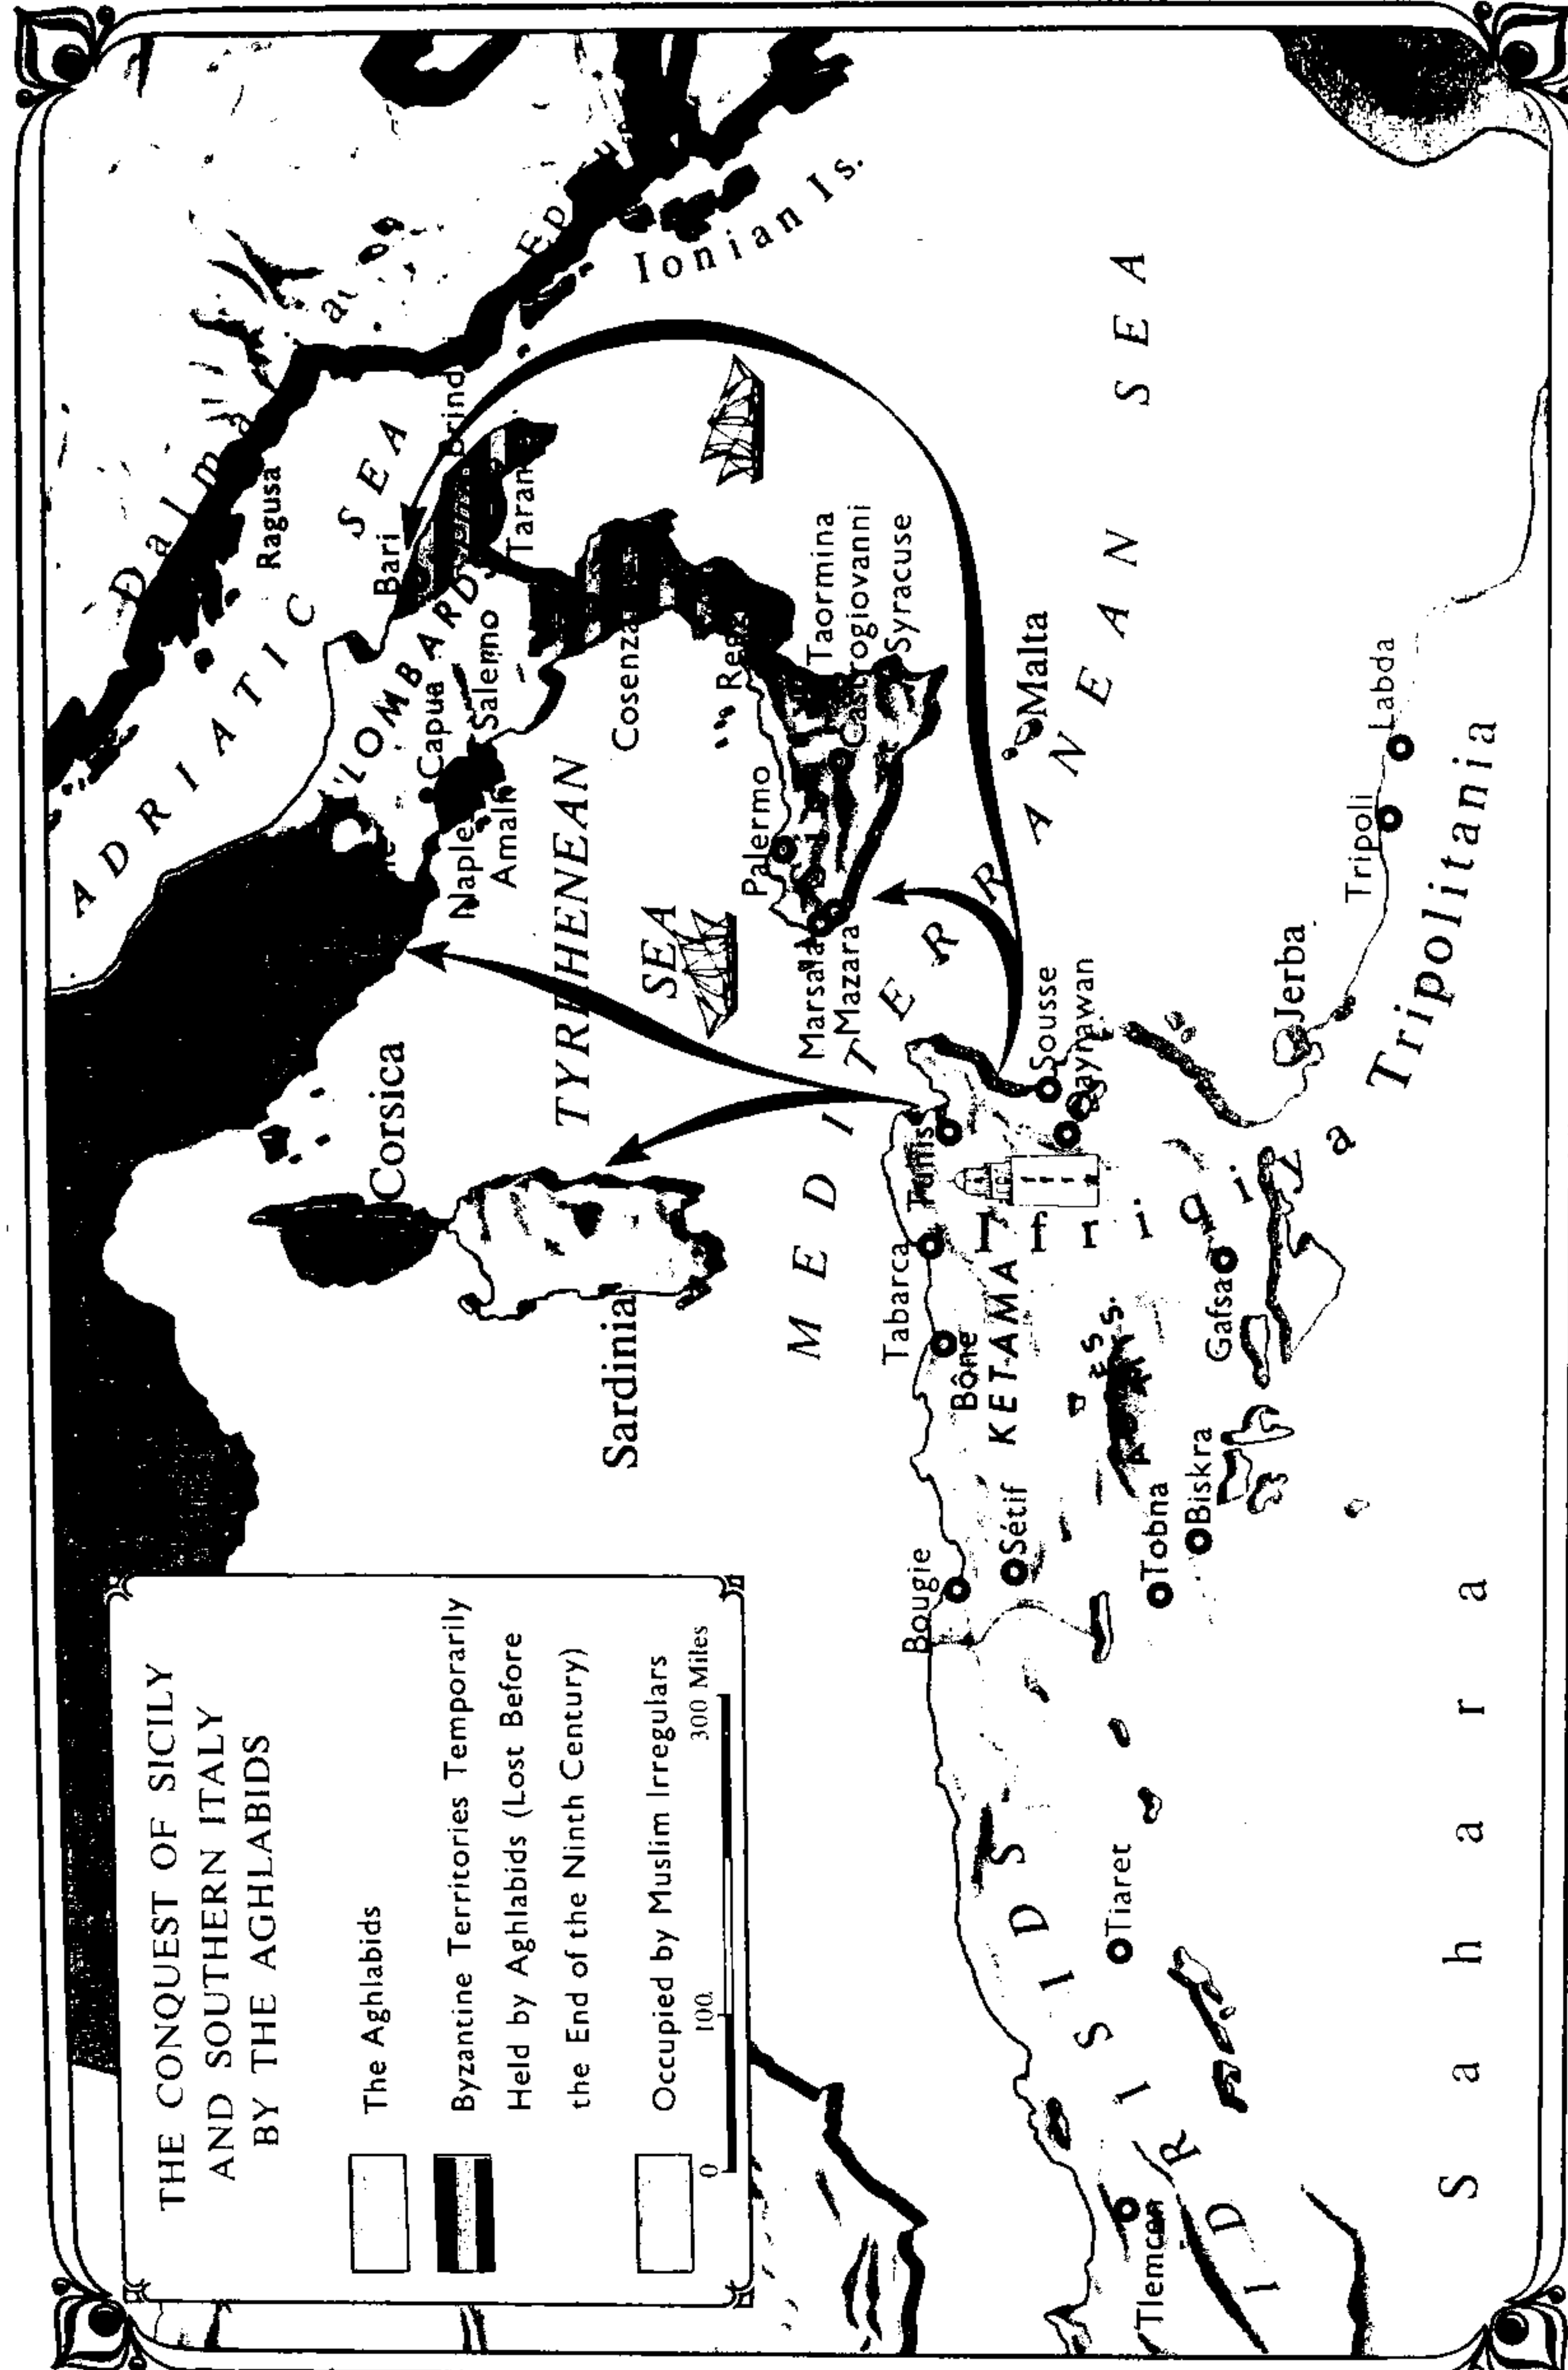 THE CONQUEST OF SICILY
AND SOUTHERN ITALY
BY THE AGHLABIDS
The Aghlabids
Byzantine Territories Temporarily
Held by Aghlabids (Lost Before
the End of the Ninth Century)
Occupied by Muslim Irregulars
0 100 300 Miles
ADRIATIC SEA
Ragusa
Bari
LOMBARDS
Capua
Salerno
Amalfi
Corsica
Sardinia
TYRRHENEAN
SEA
Cosenza
Ionian Is.
Palermo
Marsala
Mazara
Taormina
Castrogiovanni
Syracuse
Malta
MEDITERRANEAN SEA
Tunis
Sousse
Tabarca
Bône
KETAMA
Ifriqiya
Bougie
Sétif
Tobna
Biskra
Gafsa
Jerba
Tripoli
Labda
Tripolitania
Tiaret
Tlemcen
IDRISIDS
Sahara